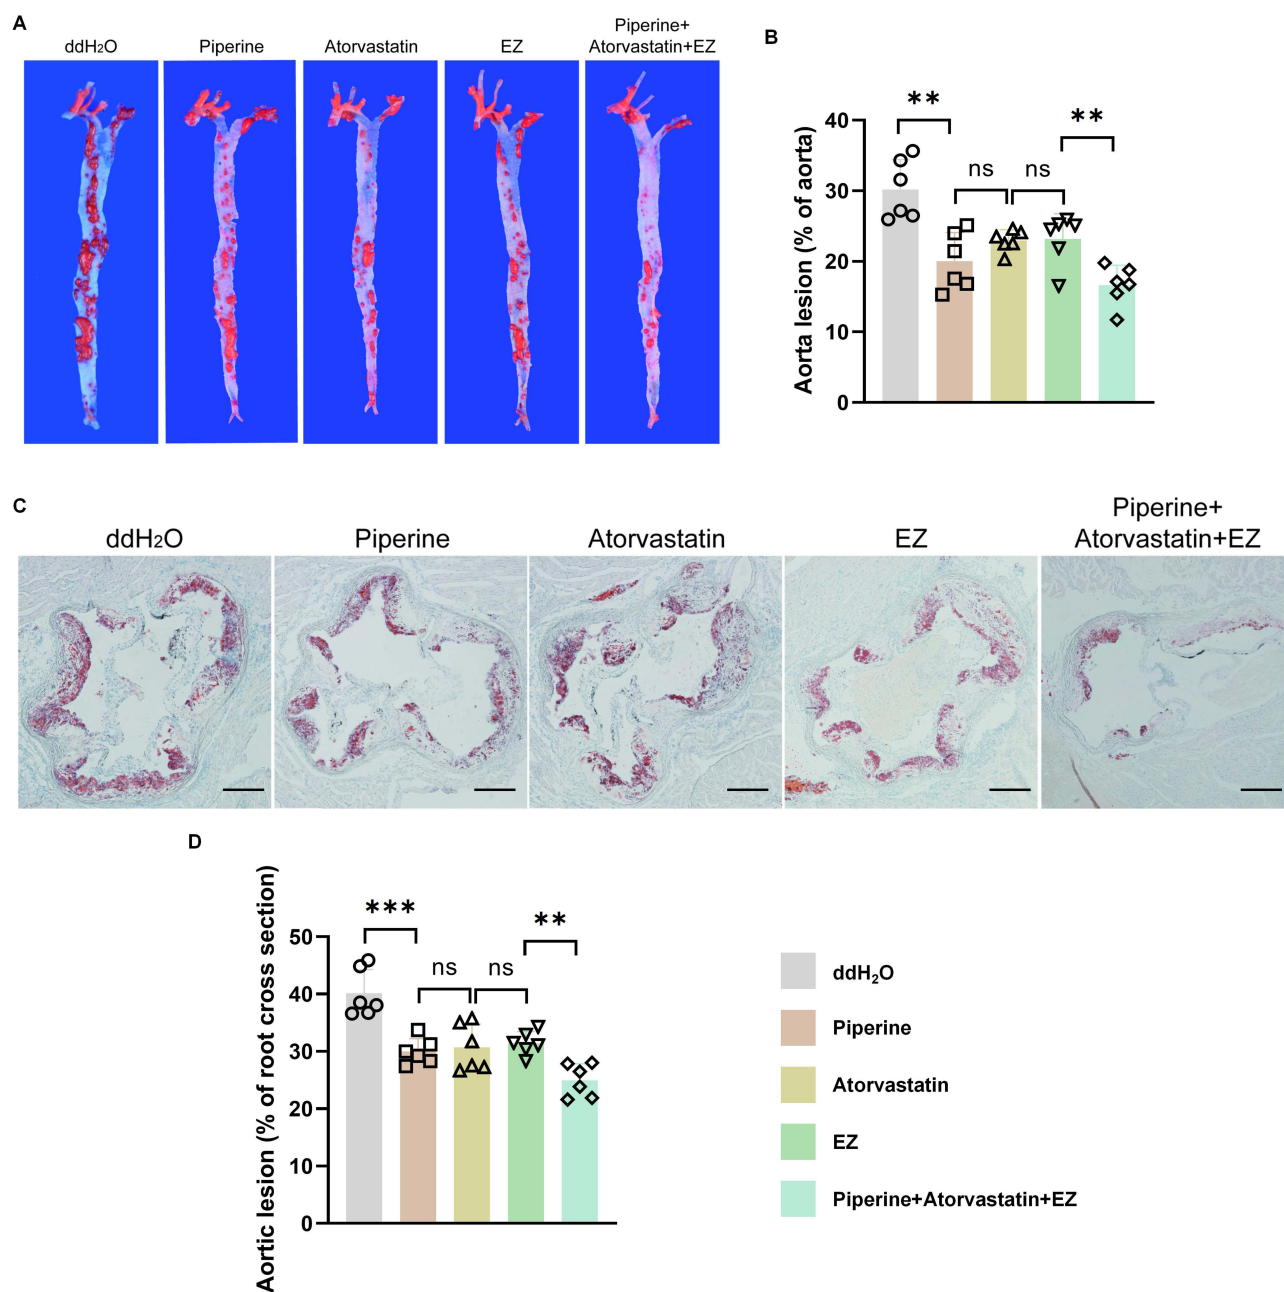 A
ddH2O
Piperine
Atorvastatin
EZ
Piperine+
Atorvastatin+EZ
B
Aorta lesion (% of aorta)
40
30
20
10
0
**
ns
ns
**
C
ddH2O
Piperine
Atorvastatin
EZ
Piperine+
Atorvastatin+EZ
D
Aortic lesion (% of root cross section)
50
40
30
20
10
0
***
ns
ns
**
ddH₂O
Piperine
Atorvastatin
EZ
Piperine+Atorvastatin+EZ